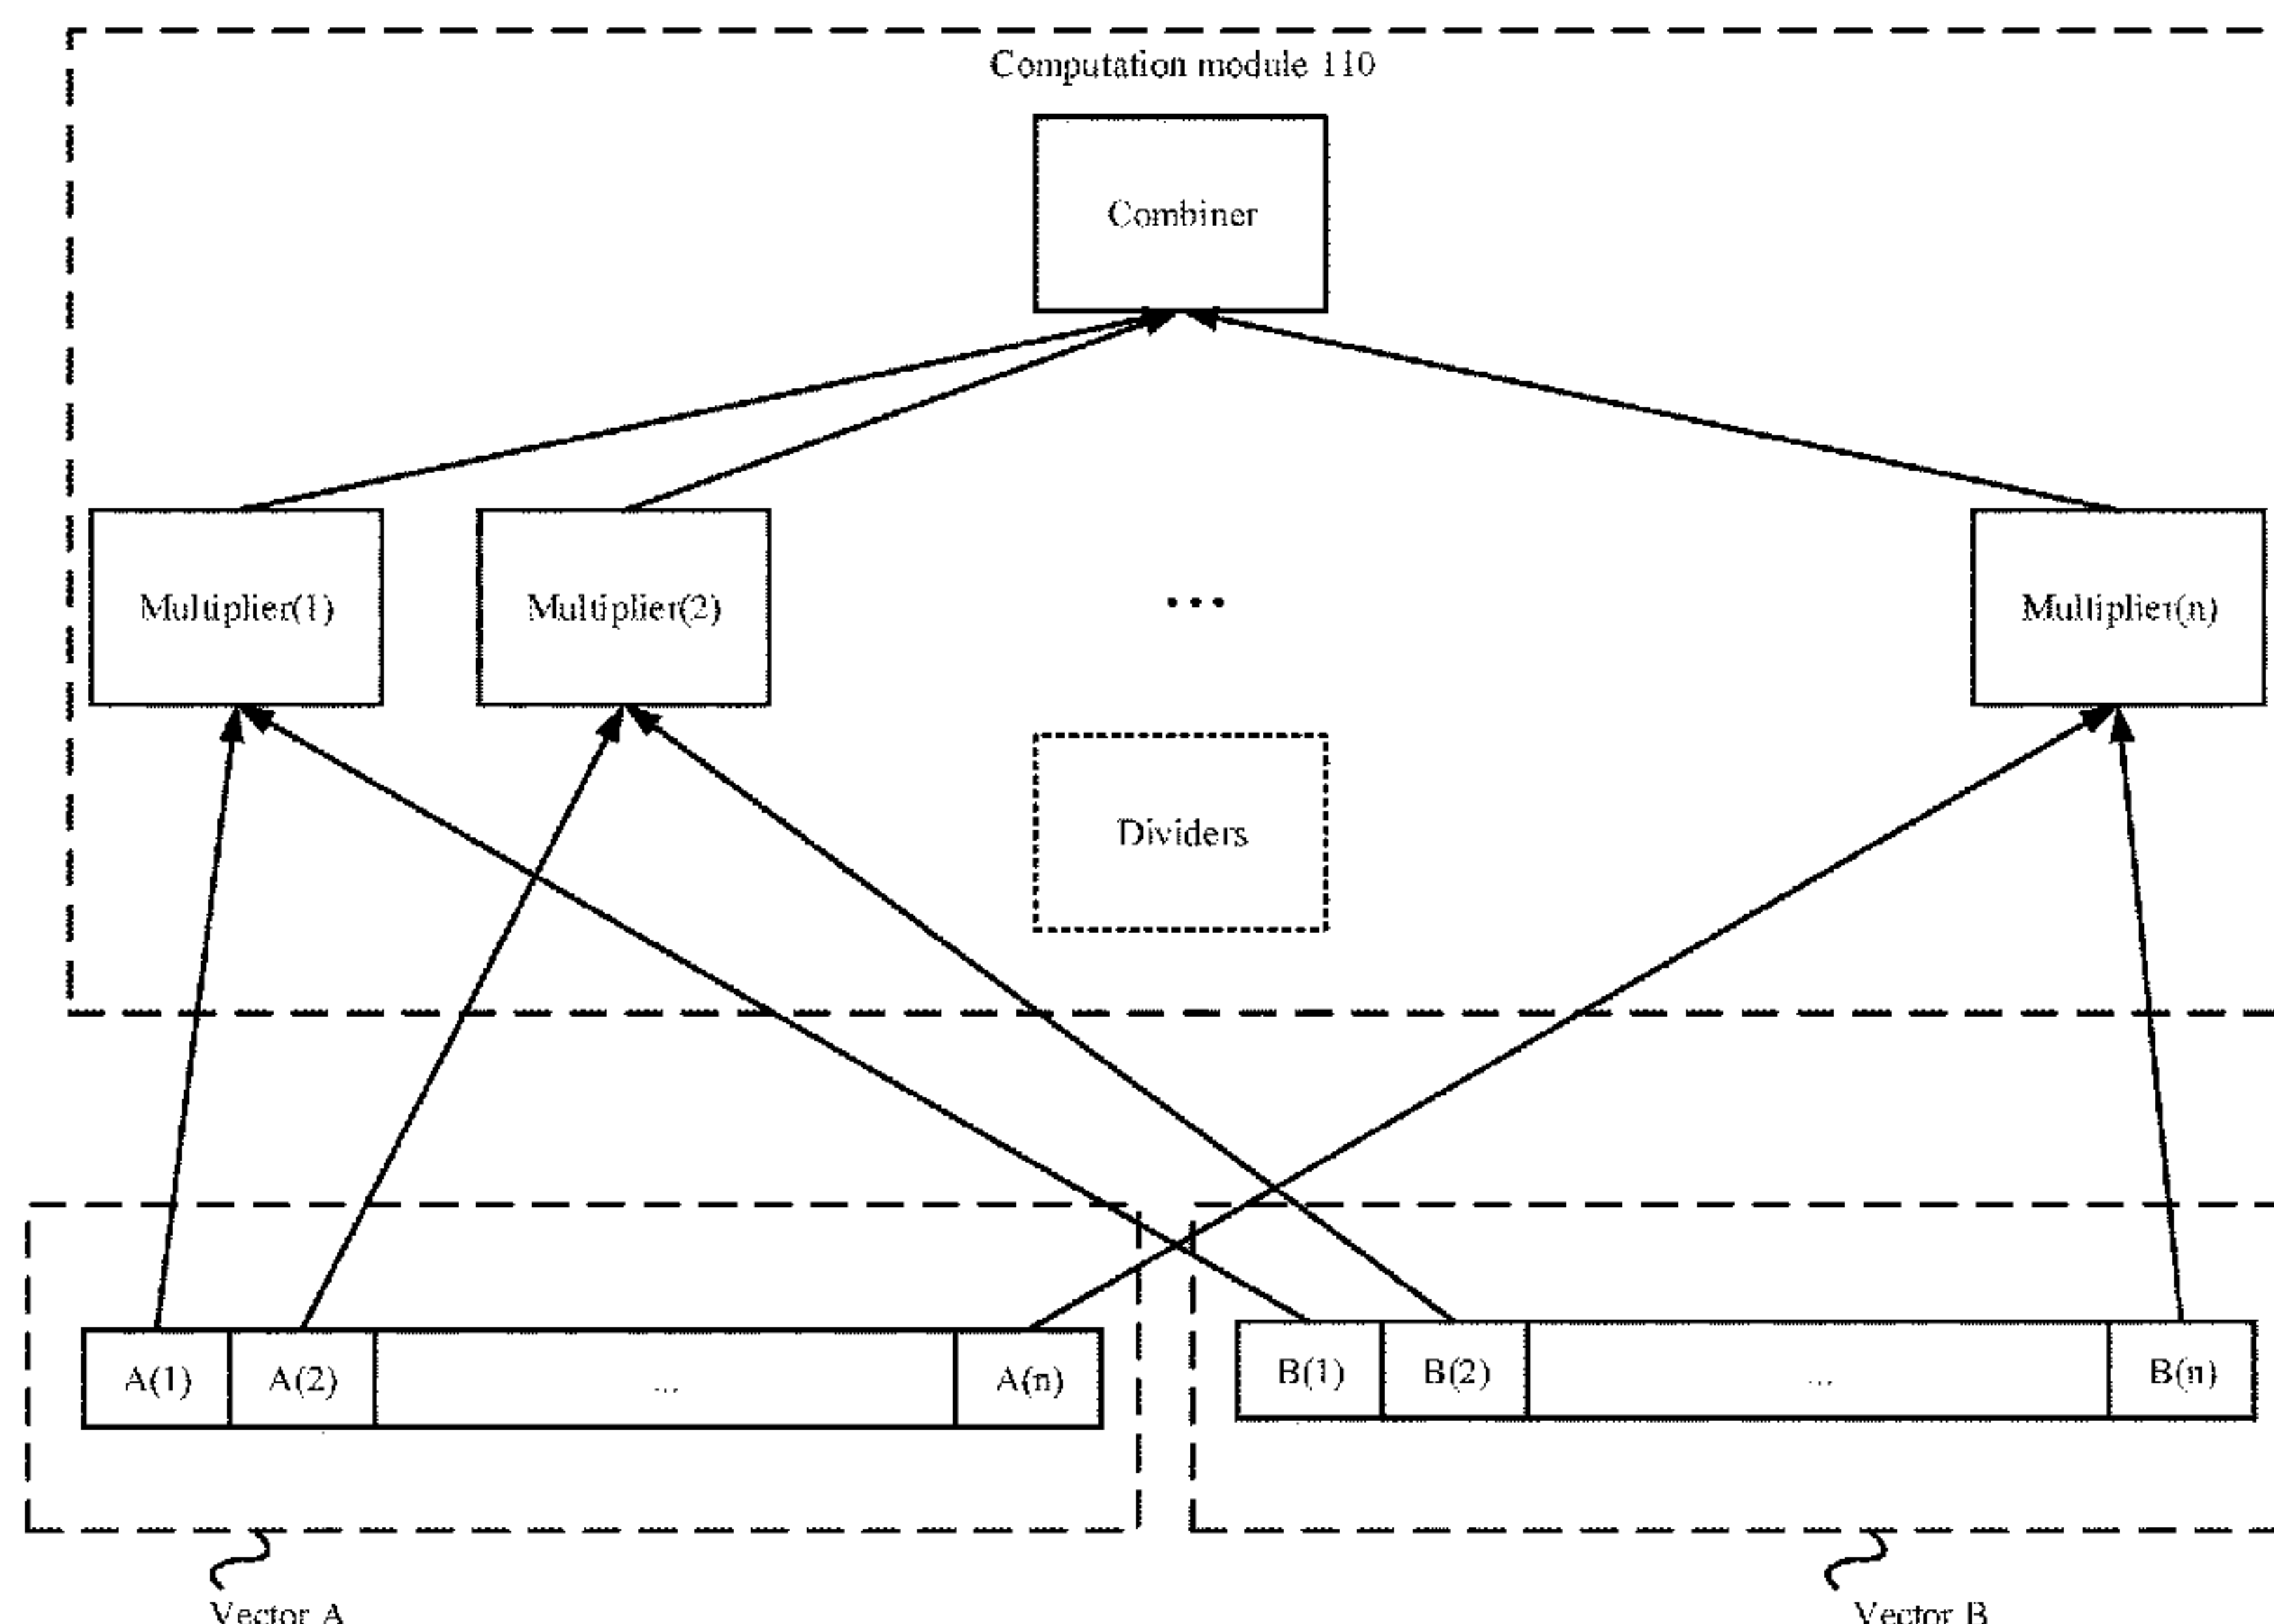 Computation module 110
Combiner
Multiplier(1) Multiplier(2) ... Multiplier(n)
Dividers
A(1) A(2) ... A(n) B(1) B(2) ... B(n)
Vector A Vector B